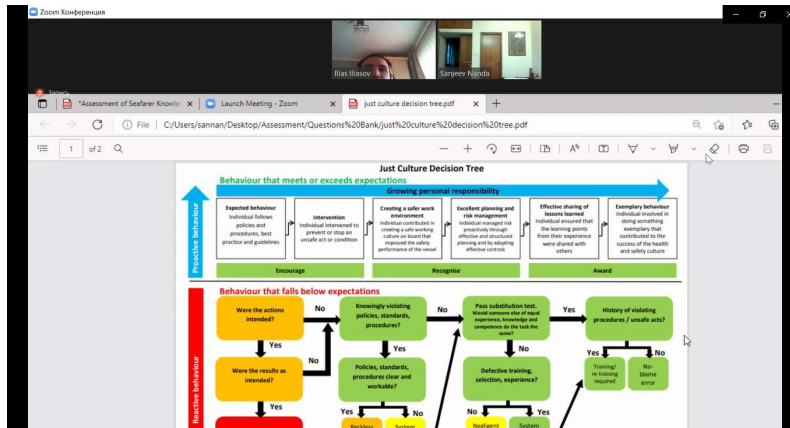 Zoom Конференция
Ilias Iliasov
Sanjeev Nanda
Запись
"Assessment of Seafarer Knowle
Launch Meeting - Zoom
just culture decision tree.pdf
File
C:/Users/sannan/Desktop/Assessment/Questions%20Bank/just%20culture%20decision%20tree.pdf
1 of 2
Just Culture Decision Tree
Behaviour that meets or exceeds expectations
Growing personal responsibility
Proactive behaviour
Expected behaviour
Individual follows
policies and
procedures, best
practice and guidelines
Intervention
Individual intervened to
prevent or stop an
unsafe act or condition
Creating a safer work
environment
Individual contributed in
creating a safe working
culture on board that
improved the safety
performance of the vessel
Excellent planning and
risk management
Individual managed risk
proactively through
effective and structured
planning and by adopting
effective controls
Effective sharing of
lessons learned
Individual ensured that
the learning points
from their experience
were shared with
others
Exemplary behaviour
Individual involved in
doing something
exemplary that
contributed to the
success of the health
and safety culture
Encourage
Recognise
Award
Behaviour that falls below expectations
Reactive behaviour
Were the actions
intended?
No
Knowingly violating
policies, standards,
procedures?
No
Pass substitution test.
Would someone else of equal
experience, knowledge and
competence do the task the
same?
Yes
History of violating
procedures / unsafe acts?
Yes
No
Yes
No
Yes
No
Were the results as
intended?
Policies, standards,
procedures clear and
workable?
Defective training,
selection, experience?
Training/
re-training
required
No-
blame
error
Yes
Yes
No
No
Yes
Reckless
System
Negligent
System